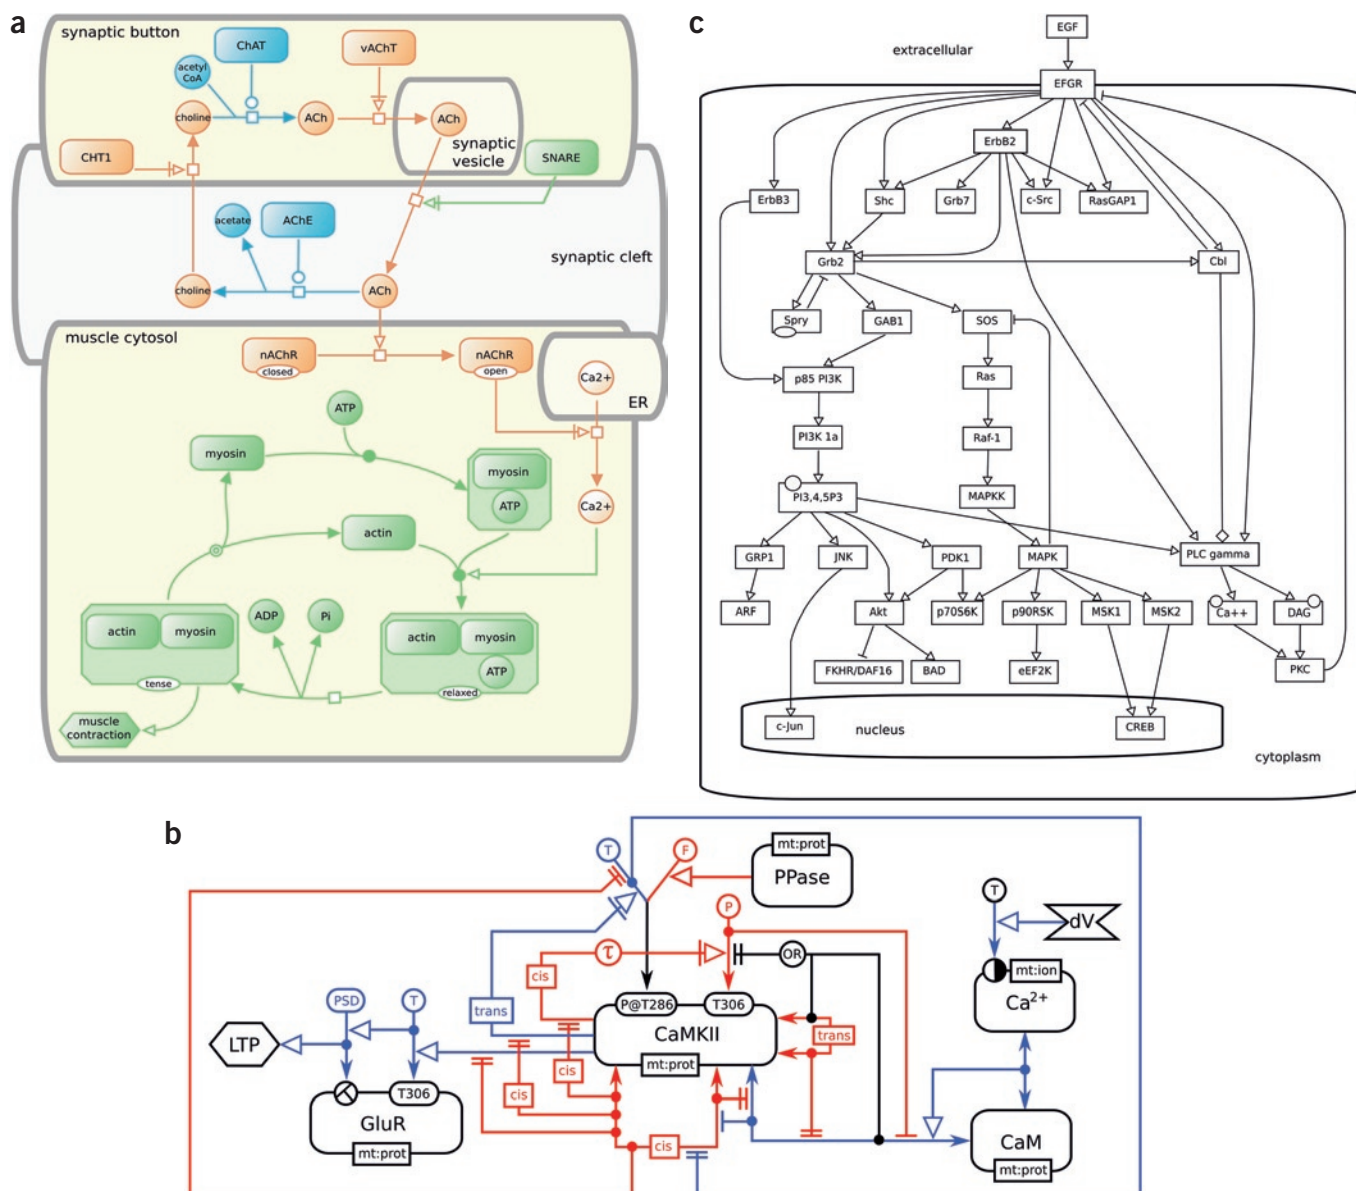 a
synaptic button
ChAT
vAChT
acetyl
CoA
choline
ACh
ACh
synaptic
vesicle
CHT1
SNARE
acetate
AChE
synaptic cleft
choline
ACh
muscle cytosol
nAChR
closed
nAChR
open
Ca2+
ER
ATP
myosin
myosin
ATP
Ca2+
actin
actin
myosin
tense
ADP
Pi
actin
myosin
ATP
relaxed
muscle
contraction
c
EGF
extracellular
EFGR
ErbB2
ErbB3
Shc
Grb7
c-Src
RasGAP1
Grb2
Cbl
Spry
GAB1
SOS
p85 PI3K
Ras
PI3K 1a
Raf-1
PI3,4,5P3
MAPKK
GRP1
JNK
PDK1
MAPK
PLC gamma
ARF
Akt
p70S6K
p90RSK
MSK1
MSK2
Ca++
DAG
FKHR/DAF16
BAD
eEF2K
PKC
c-Jun
nucleus
CREB
cytoplasm
b
T
F
mt:prot
PPase
P
T
dV
τ
OR
cis
mt:ion
Ca2+
PSD
T
trans
P@T286
T306
CaMKII
mt:prot
trans
LTP
cis
cis
T306
GluR
mt:prot
cis
CaM
mt:prot